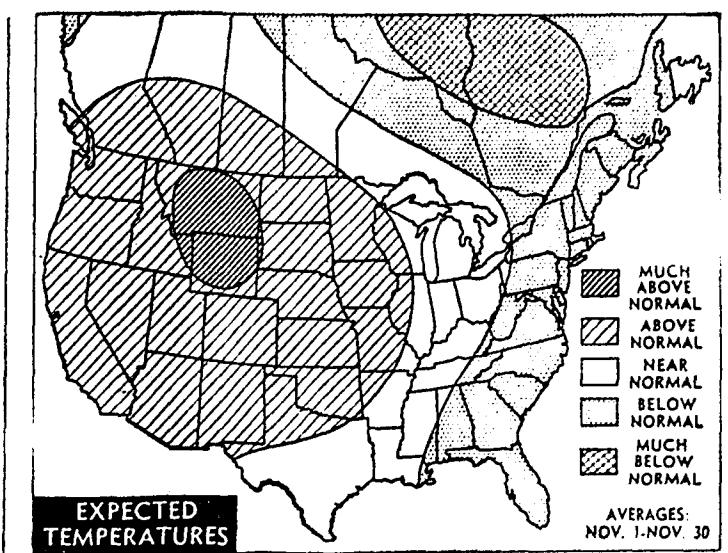 MUCH
ABOVE
NORMAL
ABOVE
NORMAL
NEAR
NORMAL
BELOW
NORMAL
MUCH
BELOW
NORMAL
EXPECTED
TEMPERATURES
AVERAGES:
NOV. 1-NOV. 30